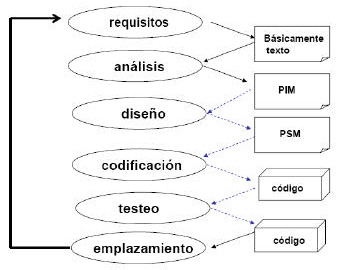 requisitos
Básicamente
texto
análisis
PIM
diseño
PSM
codificación
código
testeo
código
emplazamiento